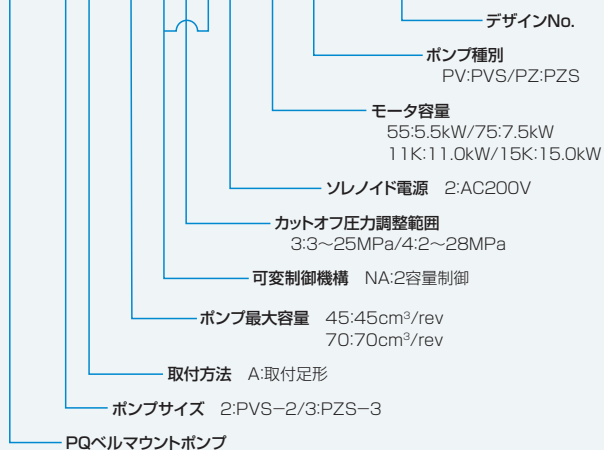 デザインNo.
ポンプ種別
PV:PVS/PZ:PZS
モータ容量
55:5.5kW/75:7.5kW
11K:11.0kW/15K:15.0kW
ソレノイド電源 2:AC200V
カットオフ圧力調整範囲
3:3～25MPa/4:2～28MPa
可変制御機構 NA:2容量制御
ポンプ最大容量 45:45cm³/rev
70:70cm³/rev
取付方法 A:取付足形
ポンプサイズ 2:PVS−2/3:PZS−3
PQベルマウントポンプ